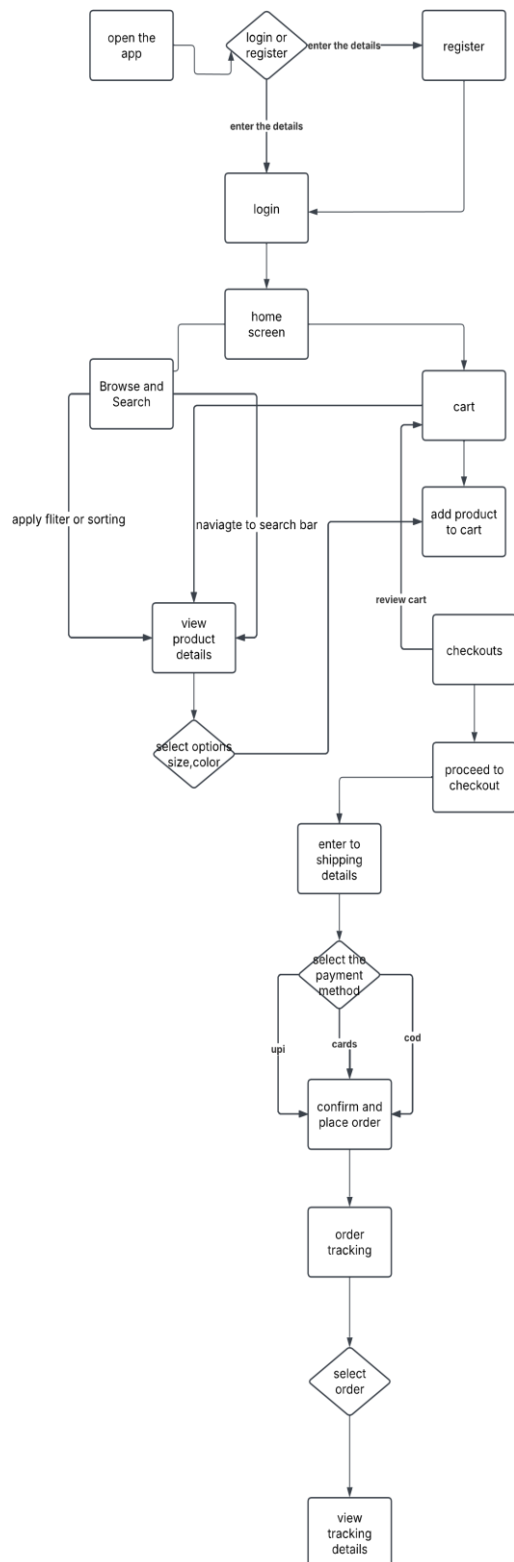 open the
app
login or
register
enter the details
register
enter the details
login
home
screen
Browse and
Search
cart
apply fliter or sorting
naviagte to search bar
add product
to cart
review cart
view
product
details
checkouts
select options
size,color
proceed to
checkout
enter to
shipping
details
select the
payment
method
upi
cards
cod
confirm and
place order
order
tracking
select
order
view
tracking
details